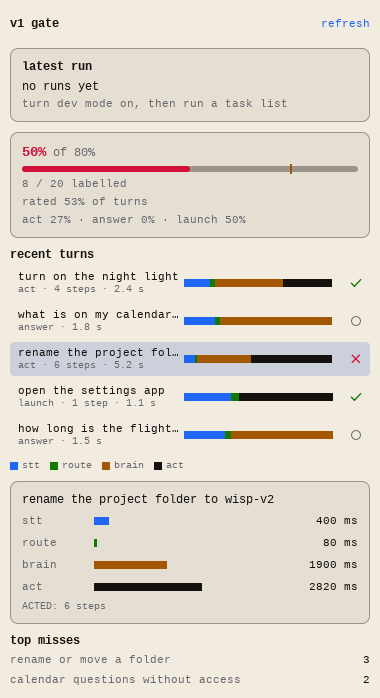 v1 gate refresh
latest run
no runs yet
turn dev mode on, then run a task list
50% of 80%
8 / 20 labelled
rated 53% of turns
act 27% · answer 0% · launch 50%
recent turns
turn on the night light
act · 4 steps · 2.4 s
what is on my calendar…
answer · 1.8 s
rename the project fol…
act · 6 steps · 5.2 s
open the settings app
launch · 1 step · 1.1 s
how long is the flight…
answer · 1.5 s
stt route brain act
rename the project folder to wisp-v2
stt 400 ms
route 80 ms
brain 1900 ms
act 2820 ms
ACTED: 6 steps
top misses
rename or move a folder 3
calendar questions without access 2